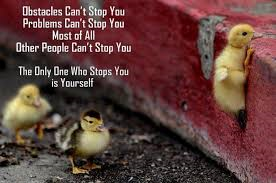 Obstacles Can't Stop You
Problems Can't Stop You
Most of All
Other People Can't Stop You
The Only One Who Stops You
is Yourself